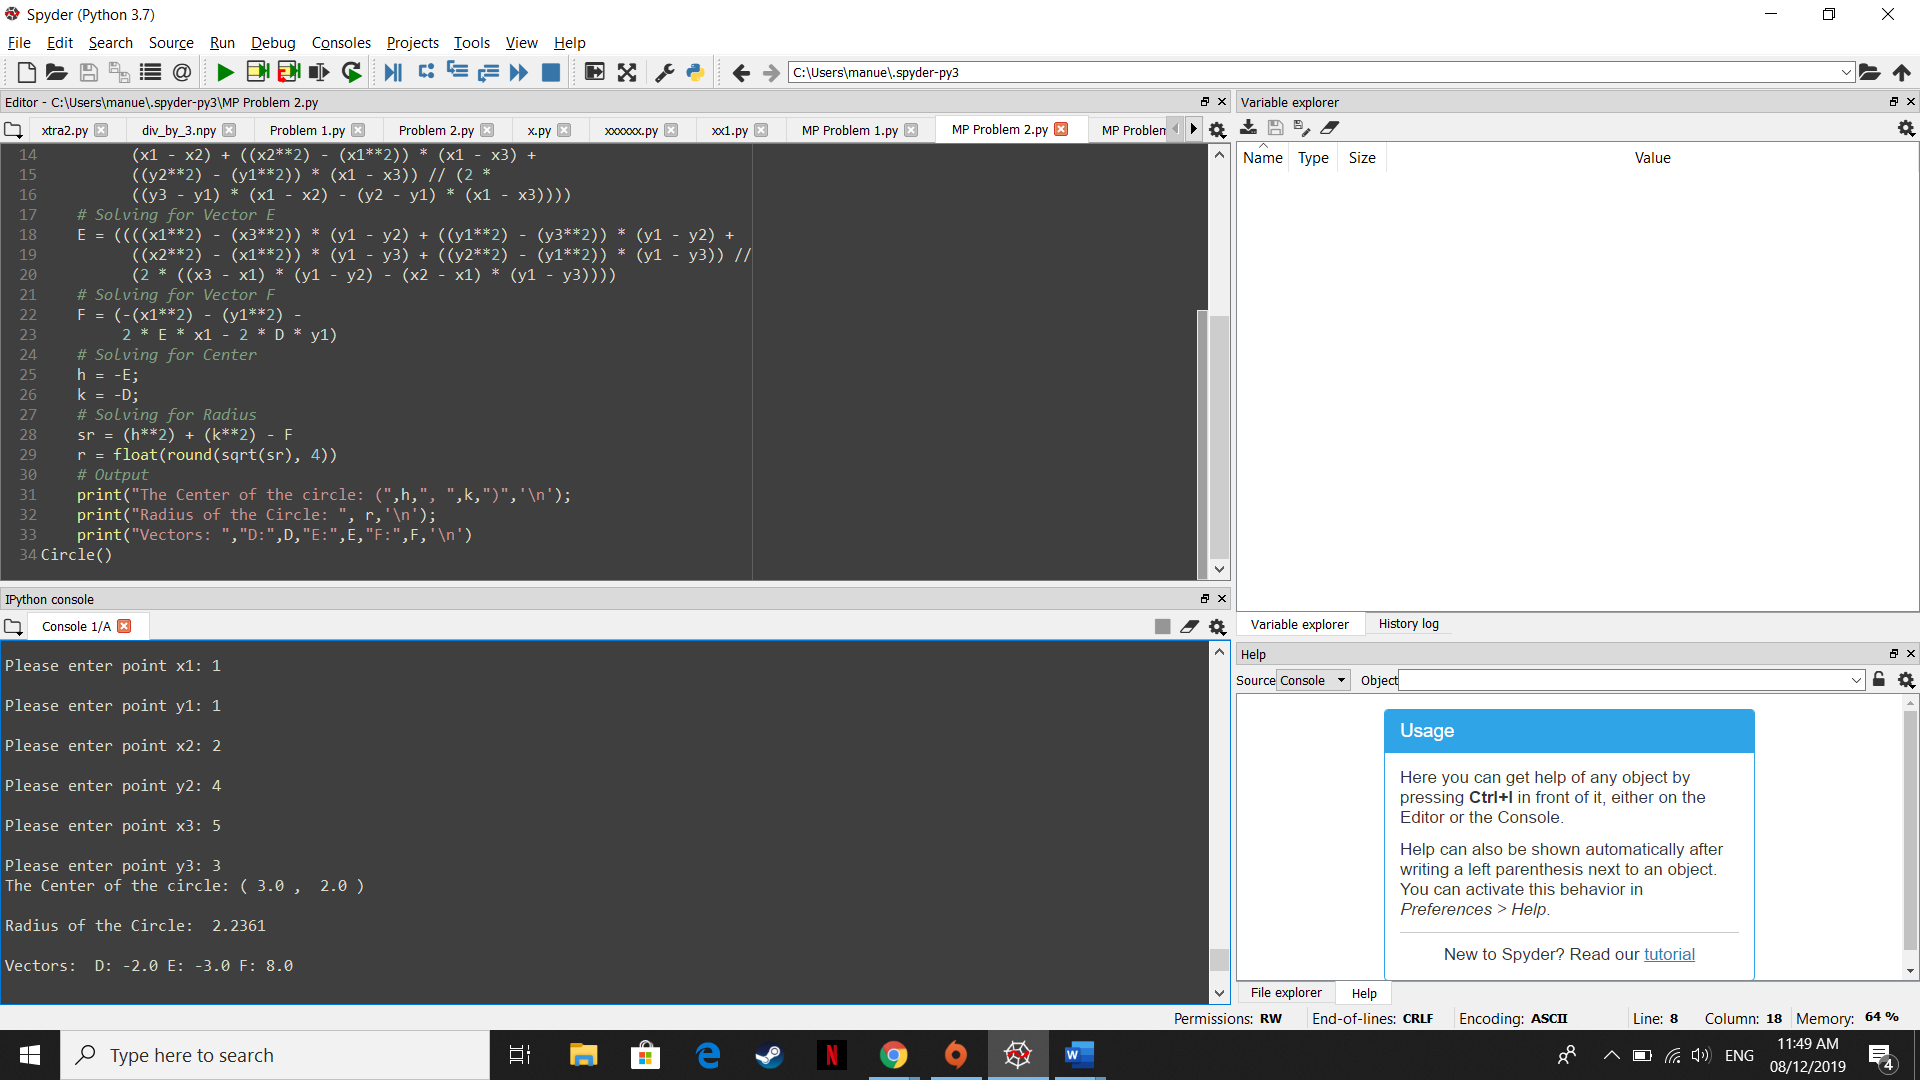 Spyder (Python 3.7)
File Edit Search Source Run Debug Consoles Projects Tools View Help
C:\Users\manue\.spyder-py3
Editor - C:\Users\manue\.spyder-py3\MP Problem 2.py
xtra2.py div_by_3.npy Problem 1.py Problem 2.py x.py xxxxxx.py xx1.py MP Problem 1.py MP Problem 2.py MP Problem
14 (x1 - x2) + ((x2**2) - (x1**2)) * (x1 - x3) +
15 ((y2**2) - (y1**2)) * (x1 - x3)) // (2 *
16 ((y3 - y1) * (x1 - x2) - (y2 - y1) * (x1 - x3))))
17 # Solving for Vector E
18 E = ((((x1**2) - (x3**2)) * (y1 - y2) + ((y1**2) - (y3**2)) * (y1 - y2) +
19 ((x2**2) - (x1**2)) * (y1 - y3) + ((y2**2) - (y1**2)) * (y1 - y3)) //
20 (2 * ((x3 - x1) * (y1 - y2) - (x2 - x1) * (y1 - y3))))
21 # Solving for Vector F
22 F = (-(x1**2) - (y1**2) -
23 2 * E * x1 - 2 * D * y1)
24 # Solving for Center
25 h = -E;
26 k = -D;
27 # Solving for Radius
28 sr = (h**2) + (k**2) - F
29 r = float(round(sqrt(sr), 4))
30 # Output
31 print("The Center of the circle: (",h,", ",k,")",'\n');
32 print("Radius of the Circle: ", r,'\n');
33 print("Vectors: ","D:",D,"E:",E,"F:",F,'\n')
34 Circle()
IPython console
Console 1/A
Please enter point x1: 1
Please enter point y1: 1
Please enter point x2: 2
Please enter point y2: 4
Please enter point x3: 5
Please enter point y3: 3
The Center of the circle: ( 3.0 ,  2.0 )
Radius of the Circle:  2.2361
Vectors:  D: -2.0 E: -3.0 F: 8.0
Variable explorer
Name Type Size Value
Variable explorer History log
Help
Source Console Object
Usage
Here you can get help of any object by
pressing Ctrl+I in front of it, either on the
Editor or the Console.
Help can also be shown automatically after
writing a left parenthesis next to an object.
You can activate this behavior in
Preferences > Help.
New to Spyder? Read our tutorial
File explorer Help
Permissions: RW End-of-lines: CRLF Encoding: ASCII Line: 8 Column: 18 Memory: 64 %
Type here to search
ENG
11:49 AM
08/12/2019
4